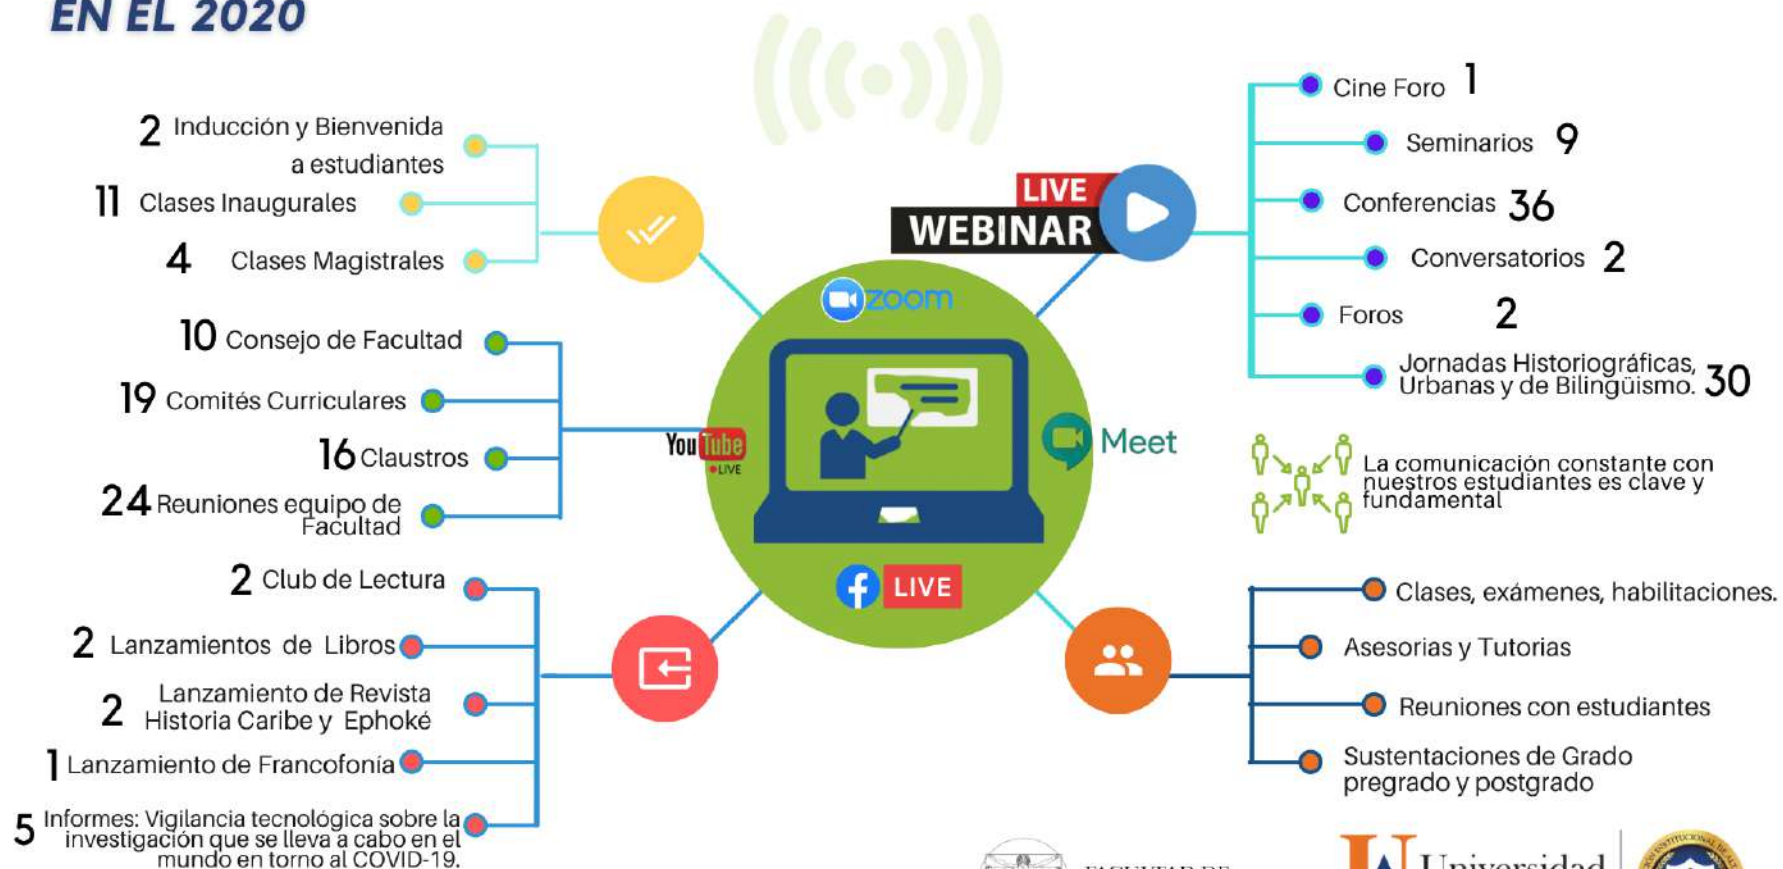 EN EL 2020
2 Inducción y Bienvenida
a estudiantes
11 Clases Inaugurales
4 Clases Magistrales
10 Consejo de Facultad
19 Comités Curriculares
16 Claustros
24 Reuniones equipo de
Facultad
2 Club de Lectura
2 Lanzamientos de Libros
2 Lanzamiento de Revista
Historia Caribe y Ephoké
1 Lanzamiento de Francofonía
5 Informes: Vigilancia tecnológica sobre la
investigación que se lleva a cabo en el
mundo en torno al COVID-19.
LIVE
WEBINAR
zoom
YouTube
LIVE
Meet
f LIVE
Cine Foro 1
Seminarios 9
Conferencias 36
Conversatorios 2
Foros 2
Jornadas Historiográficas,
Urbanas y de Bilingüismo. 30
La comunicación constante con
nuestros estudiantes es clave y
fundamental
Clases, exámenes, habilitaciones.
Asesorias y Tutorias
Reuniones con estudiantes
Sustentaciones de Grado
pregrado y postgrado
FACULTAD DE
Universidad